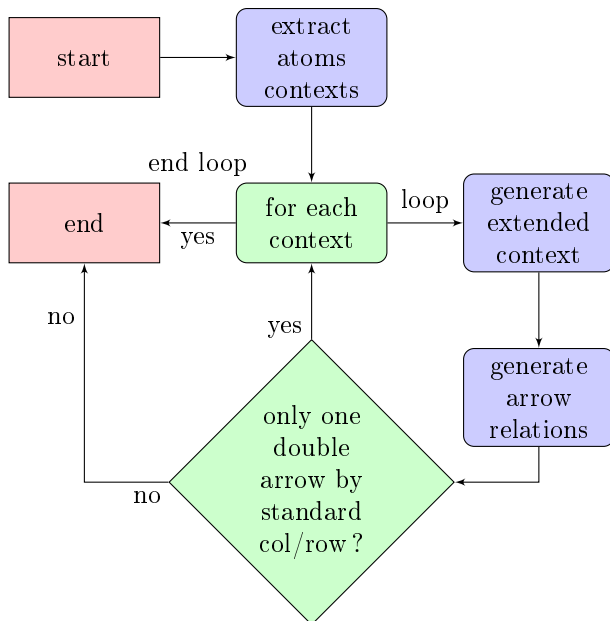 start
extract
atoms
contexts
end loop
end
yes
for each
context
loop
generate
extended
context
no
yes
generate
arrow
relations
only one
double
arrow by
standard
col/row ?
no